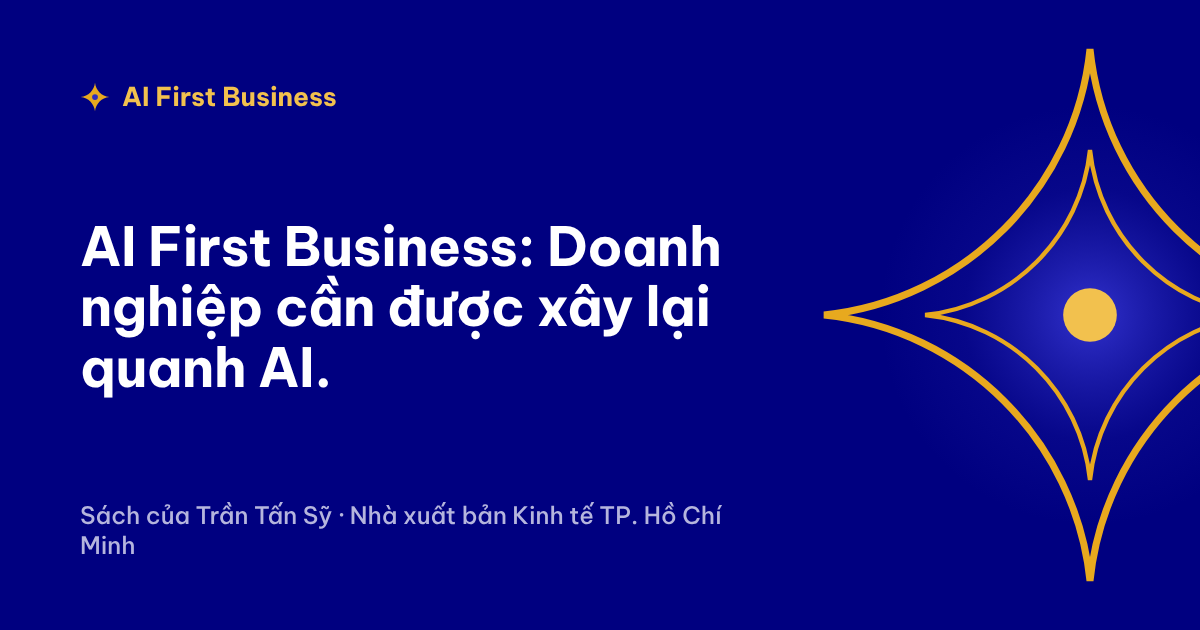 AI First Business
AI First Business: Doanh
nghiệp cần được xây lại
quanh AI.
Sách của Trần Tấn Sỹ · Nhà xuất bản Kinh tế TP. Hồ Chí
Minh